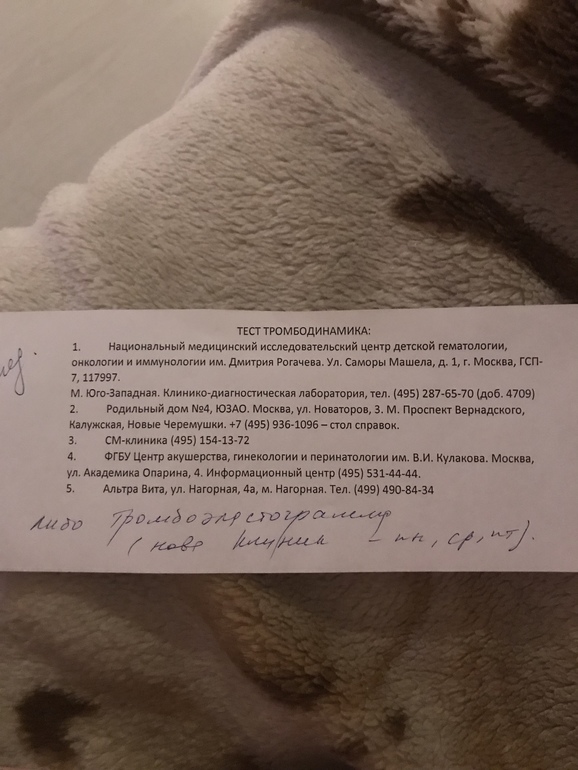 ТЕСТ ТРОМБОДИНАМИКА:
1. Национальный медицинский исследовательский центр детской гематологии,
онкологии и иммунологии им. Дмитрия Рогачева. Ул. Саморы Машела, д. 1, г. Москва, ГСП-
7, 117997.
М. Юго-Западная. Клинико-диагностическая лаборатория, тел. (495) 287-65-70 (доб. 4709)
2. Родильный дом №4, ЮЗАО. Москва, ул. Новаторов, 3. М. Проспект Вернадского,
Калужская, Новые Черемушки. +7 (495) 936-1096 – стол справок.
3. СМ-клиника (495) 154-13-72
4. ФГБУ Центр акушерства, гинекологии и перинатологии им. В.И. Кулакова. Москва,
ул. Академика Опарина, 4. Информационный центр (495) 531-44-44.
5. Альтра Вита, ул. Нагорная, 4а, м. Нагорная. Тел. (499) 490-84-34
либо тромбоэластограмма
( – пн, ср, пт).